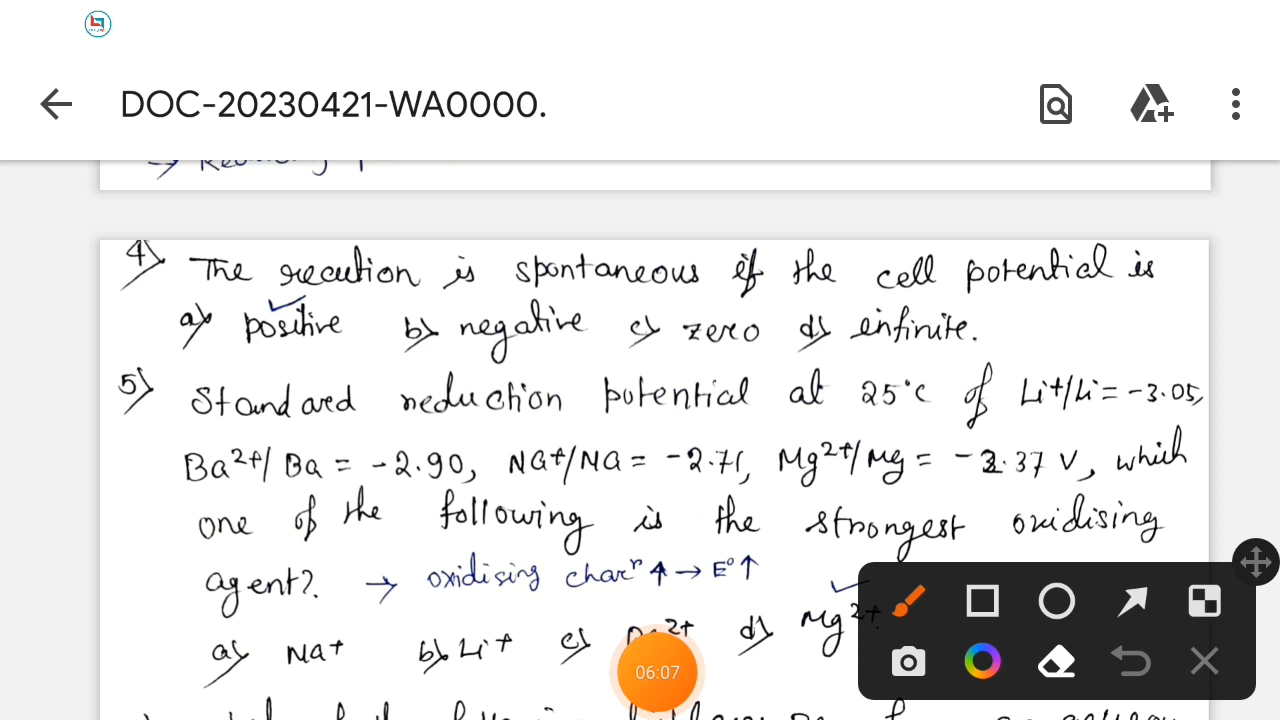 DOC-20230421-WA0000.
4) The recution is spontaneous if the cell potential is
a) positive b) negative c) zero d) infinite.
5) Standard reduction potential at 25°C of Li+/Li = -3.05,
Ba2+/Ba = -2.90, Na+/Na = -2.71, Mg2+/Mg = -2.37 V, which
one of the following is the strongest oxidising
agent?. → oxidising charr ↑ → E° ↑
a) Na+ b) Li+ c) 2+ d) Mg2+
06:07